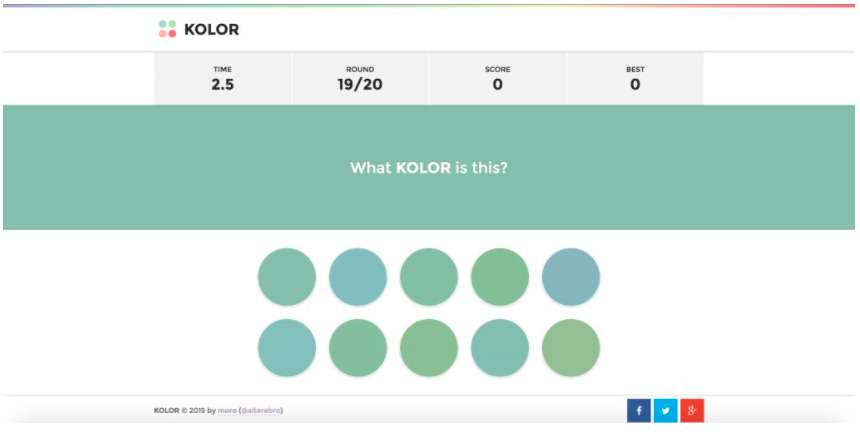 KOLOR
TIME ROUND SCORE BEST
2.5 19/20 0 0
What KOLOR is this?
KOLOR © 2015 by moro (@alterebro)